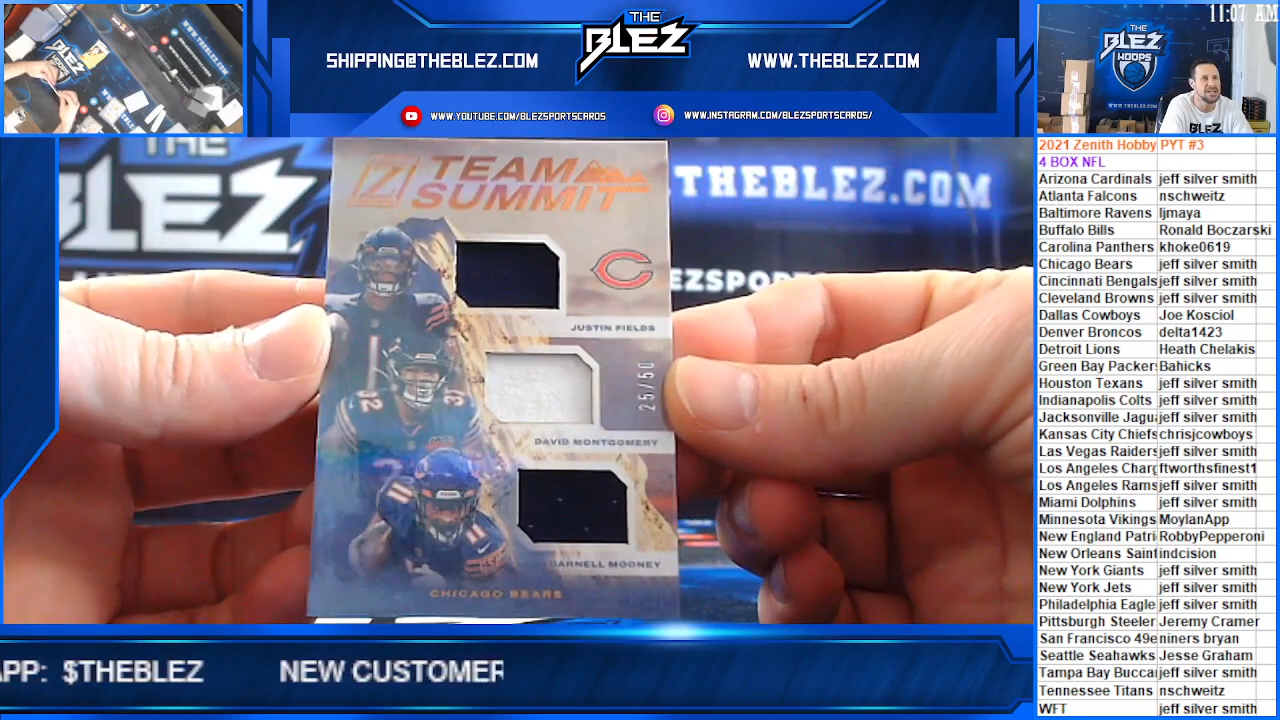 11:07 AM
THE
BLEZ
SHIPPING@THEBLEZ.COM
WWW.THEBLEZ.COM
WWW.YOUTUBE.COM/BLEZSPORTSCARDS
WWW.INSTAGRAM.COM/BLEZSPORTSCARDS/
THE
BLEZ
HOOPS
BLEZ
THE
BLEZ
THEBLEZ.COM
EZSPORT
Z TEAM
SUMMIT
C
JUSTIN FIELDS
25/50
DAVID MONTGOMERY
DARNELL MOONEY
CHICAGO BEARS
2021 Zenith Hobby PYT #3
4 BOX NFL
Arizona Cardinals jeff silver smith
Atlanta Falcons nschweitz
Baltimore Ravens ljmaya
Buffalo Bills Ronald Boczarski
Carolina Panthers khoke0619
Chicago Bears jeff silver smith
Cincinnati Bengals jeff silver smith
Cleveland Browns jeff silver smith
Dallas Cowboys Joe Kosciol
Denver Broncos delta1423
Detroit Lions Heath Chelakis
Green Bay Packer Bahicks
Houston Texans jeff silver smith
Indianapolis Colts jeff silver smith
Jacksonville Jagu jeff silver smith
Kansas City Chiefs chrisjcowboys
Las Vegas Raiders jeff silver smith
Los Angeles Charg ftworthsfinest1
Los Angeles Rams jeff silver smith
Miami Dolphins jeff silver smith
Minnesota Vikings MoylanApp
New England Patri RobbyPepperoni
New Orleans Saint indcision
New York Giants jeff silver smith
New York Jets jeff silver smith
Philadelphia Eagle jeff silver smith
Pittsburgh Steeler Jeremy Cramer
San Francisco 49e niners bryan
Seattle Seahawks Jesse Graham
Tampa Bay Bucca jeff silver smith
Tennessee Titans nschweitz
WFT jeff silver smith
APP: $THEBLEZ NEW CUSTOMER